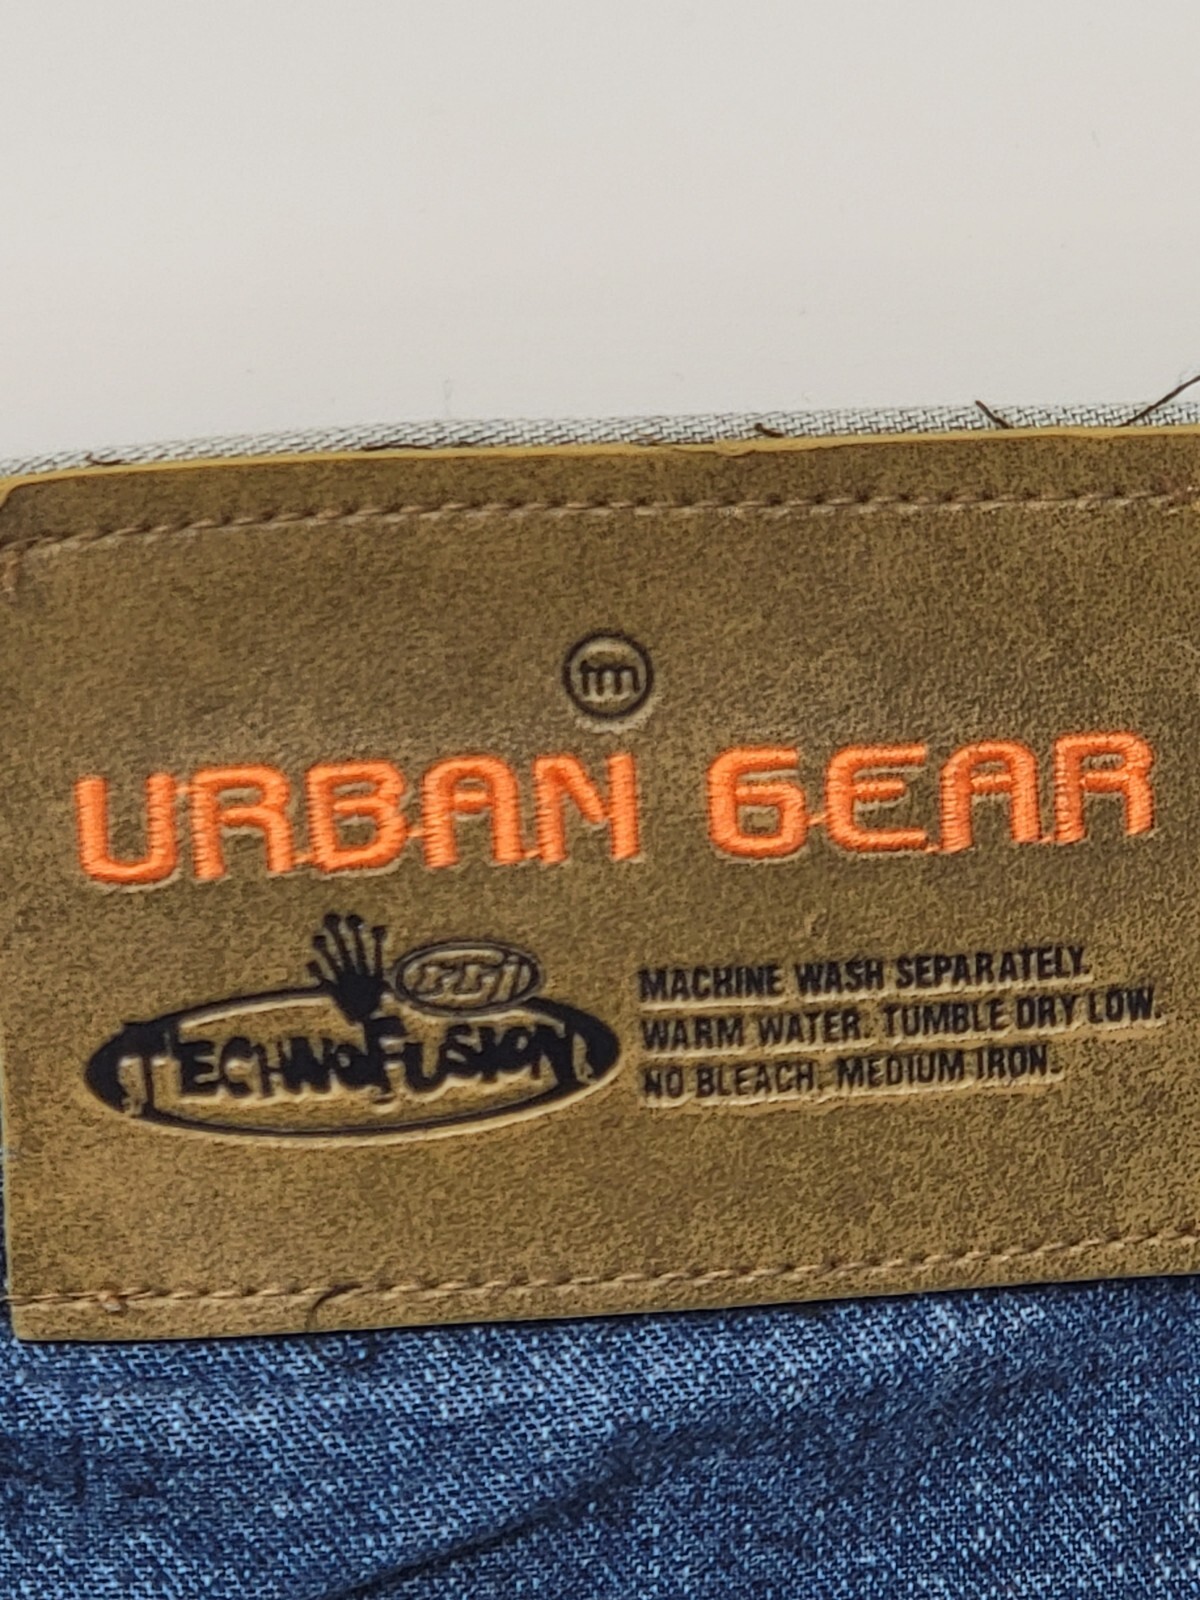 tm
URBAN GEAR
TECHNOFUSION
MACHINE WASH SEPARATELY.
WARM WATER. TUMBLE DRY LOW.
NO BLEACH. MEDIUM IRON.